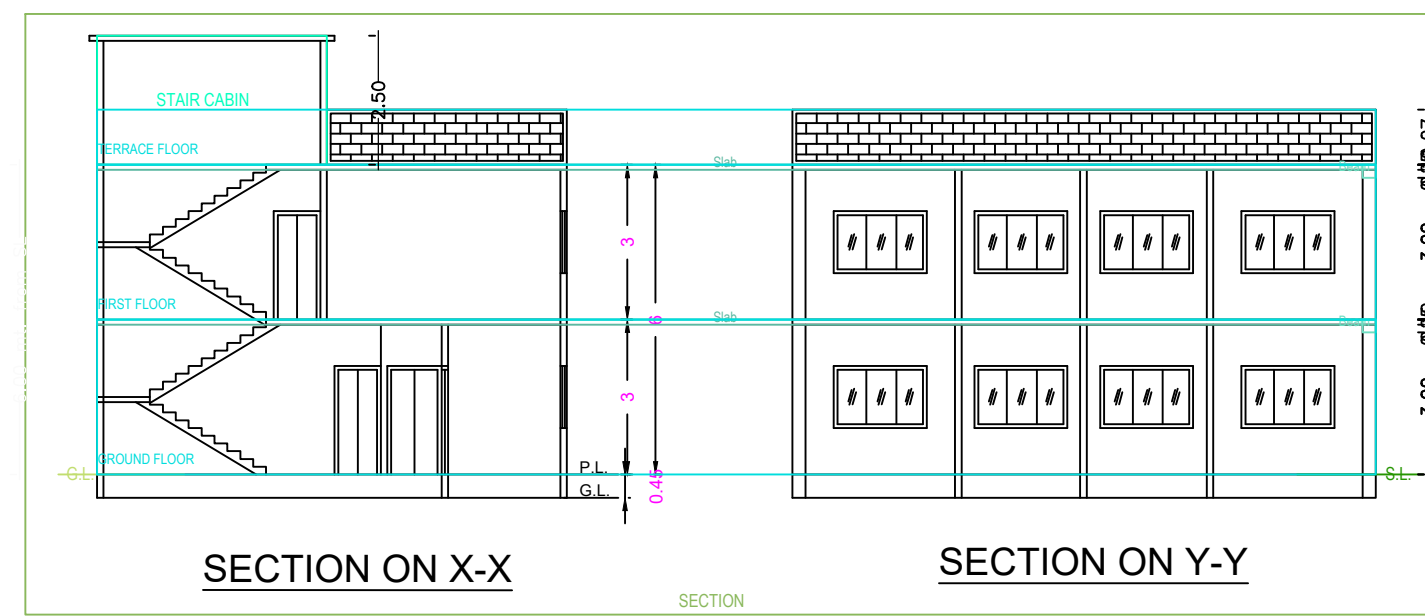 STAIR CABIN
2.50
TERRACE FLOOR
Slab
3
FIRST FLOOR
Slab
6
3
GROUND FLOOR
G.L.
P.L.
G.L.
0.45
S.L.
SECTION ON X-X
SECTION ON Y-Y
SECTION